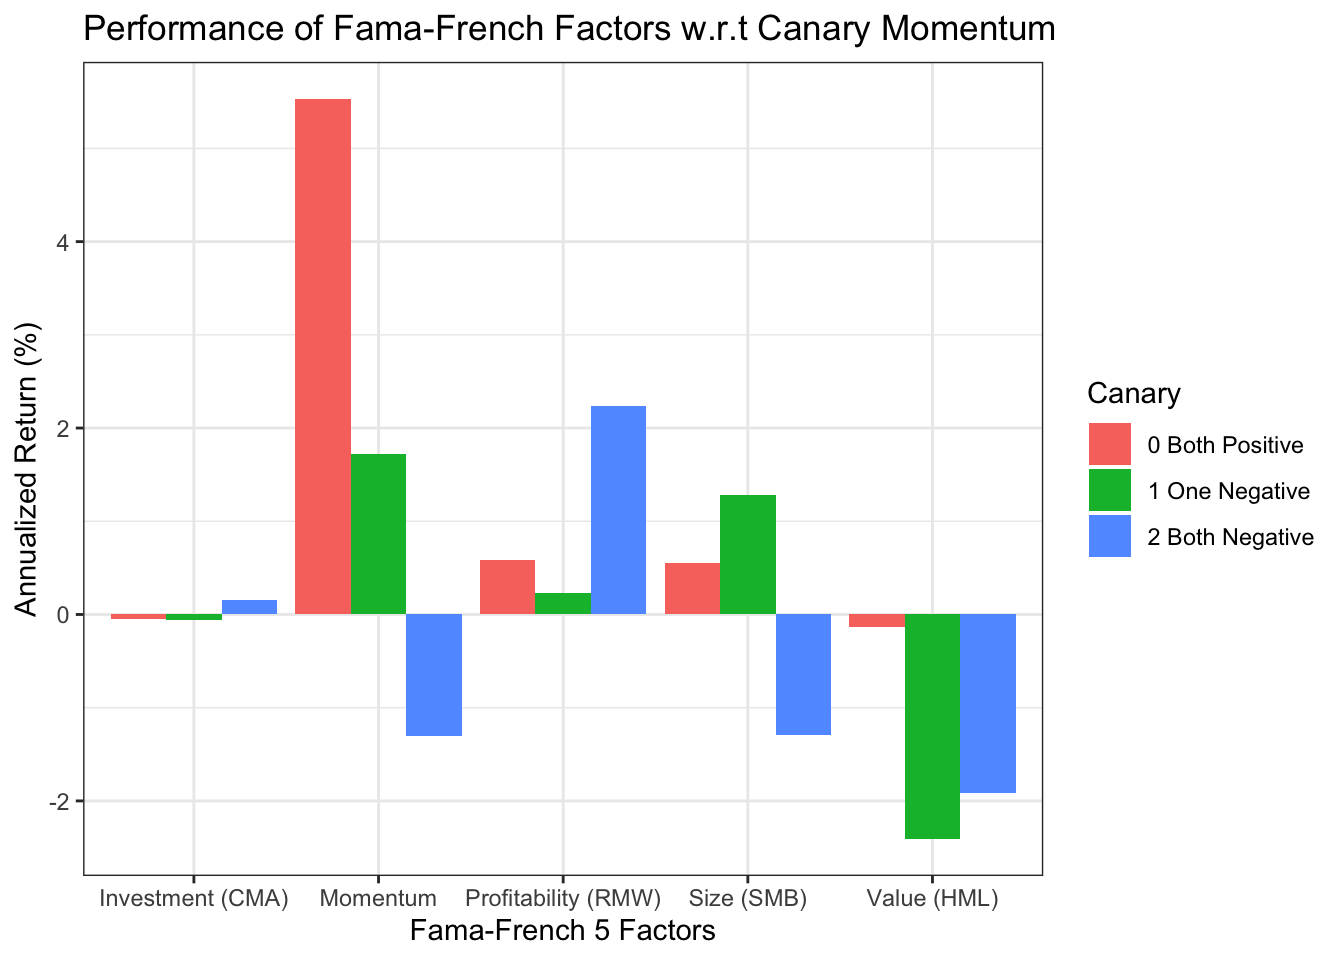 Performance of Fama-French Factors w.r.t Canary Momentum
Annualized Return (%)
4
2
0
-2
Investment (CMA)
Momentum
Profitability (RMW)
Size (SMB)
Value (HML)
Fama-French 5 Factors
Canary
0 Both Positive
1 One Negative
2 Both Negative